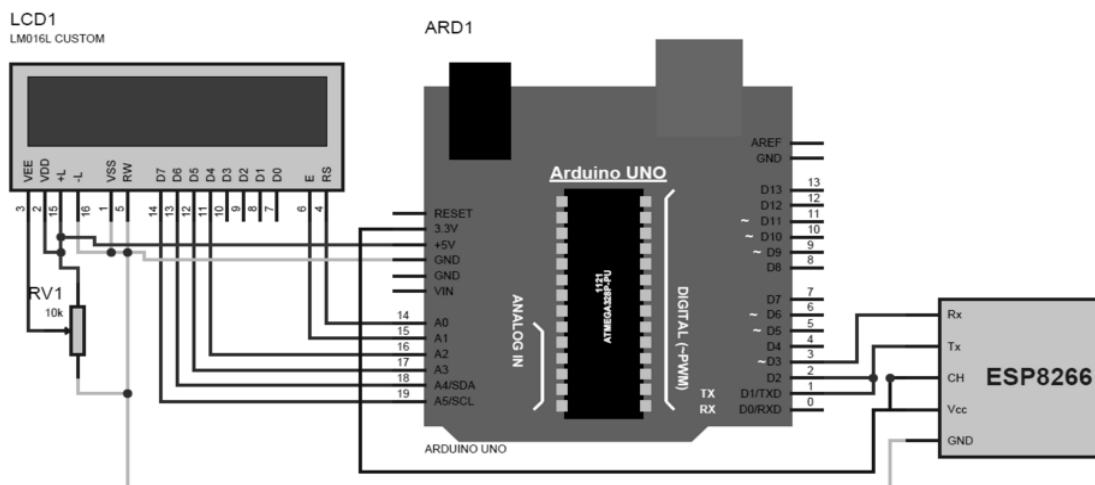 LCD1
LM016L CUSTOM
VEE
VDD
+L
-L
VSS
RW
D7
D6
D5
D4
D3
D2
D1
D0
E
RS
3
2
15
16
1
5
14
13
12
11
10
9
8
7
6
4
RV1
10k
ARD1
Arduino UNO
RESET
3.3V
+5V
GND
GND
VIN
14 A0
15 A1
16 A2
17 A3
18 A4/SDA
19 A5/SCL
ANALOG IN
1121
ATMEGA328P-PU
DIGITAL (~PWM)
AREF
GND
D13 13
D12 12
~ D11 11
~ D10 10
~ D9 9
D8 8
D7 7
~ D6 6
~ D5 5
D4 4
~D3 3
D2 2
TX D1/TXD 1
RX D0/RXD 0
ARDUINO UNO
Rx
Tx
CH
Vcc
GND
ESP8266